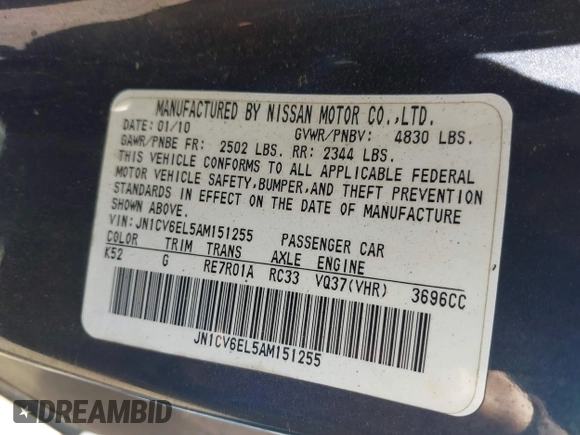 MANUFACTURED BY NISSAN MOTOR CO.,LTD.
DATE: 01/10 GVWR/PNBV: 4830 LBS.
GAWR/PNBE FR: 2502 LBS. RR: 2344 LBS.
THIS VEHICLE CONFORMS TO ALL APPLICABLE FEDERAL
MOTOR VEHICLE SAFETY, BUMPER, AND THEFT PREVENTION
STANDARDS IN EFFECT ON THE DATE OF MANUFACTURE
SHOWN ABOVE.
VIN: JN1CV6EL5AM151255 PASSENGER CAR
COLOR TRIM TRANS AXLE ENGINE
K52 G RE7R01A RC33 VQ37(VHR) 3696CC
JN1CV6EL5AM151255
DREAMBID